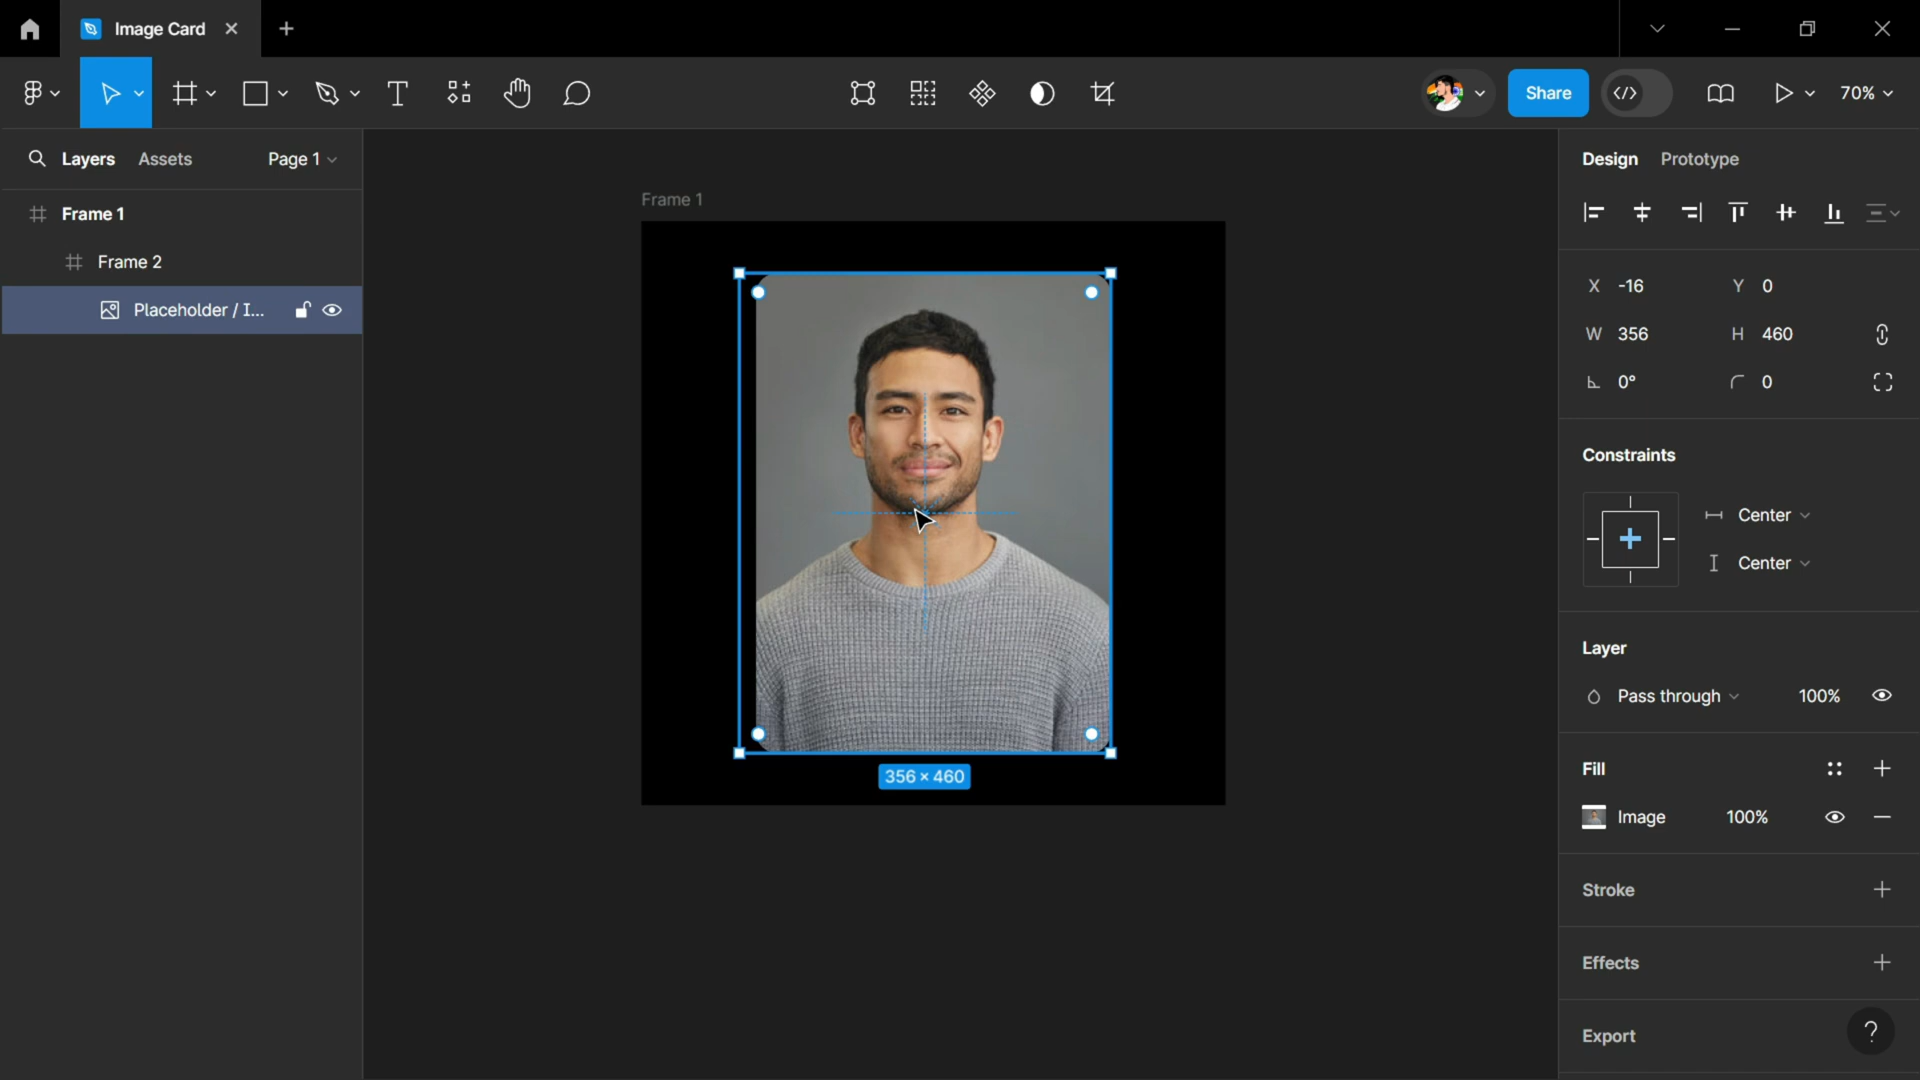 Image Card
Share
70%
Layers
Assets
Page 1
Design
Prototype
Frame 1
Frame 1
Frame 2
Placeholder / I...
X -16
Y 0
W 356
H 460
0°
0
Constraints
Center
Center
Layer
Pass through
100%
356 × 460
Fill
Image
100%
Stroke
Effects
Export
?